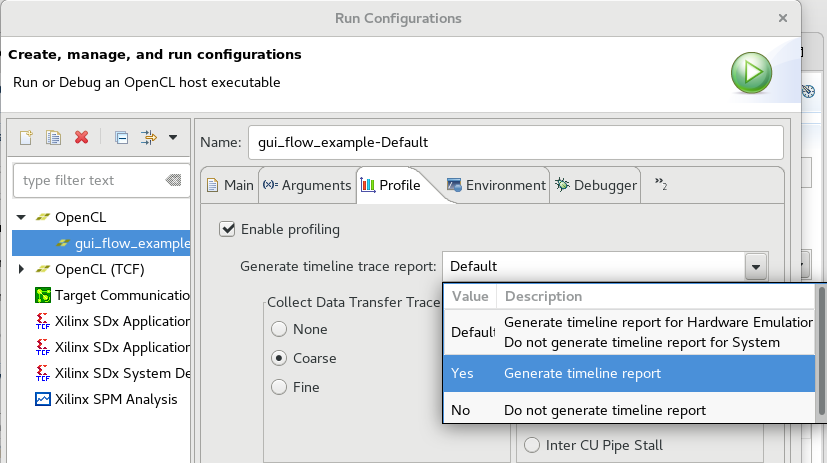 Run Configurations
Create, manage, and run configurations
Run or Debug an OpenCL host executable
Name: gui_flow_example-Default
type filter text
Main Arguments Profile Environment Debugger »2
OpenCL
gui_flow_example
OpenCL (TCF)
Target Communicatio
Xilinx SDx Application
Xilinx SDx Application
Xilinx SDx System De
Xilinx SPM Analysis
Enable profiling
Generate timeline trace report: Default
Collect Data Transfer Trace
None
Coarse
Fine
Value Description
Default Generate timeline report for Hardware Emulation
Do not generate timeline report for System
Yes Generate timeline report
No Do not generate timeline report
Inter CU Pipe Stall